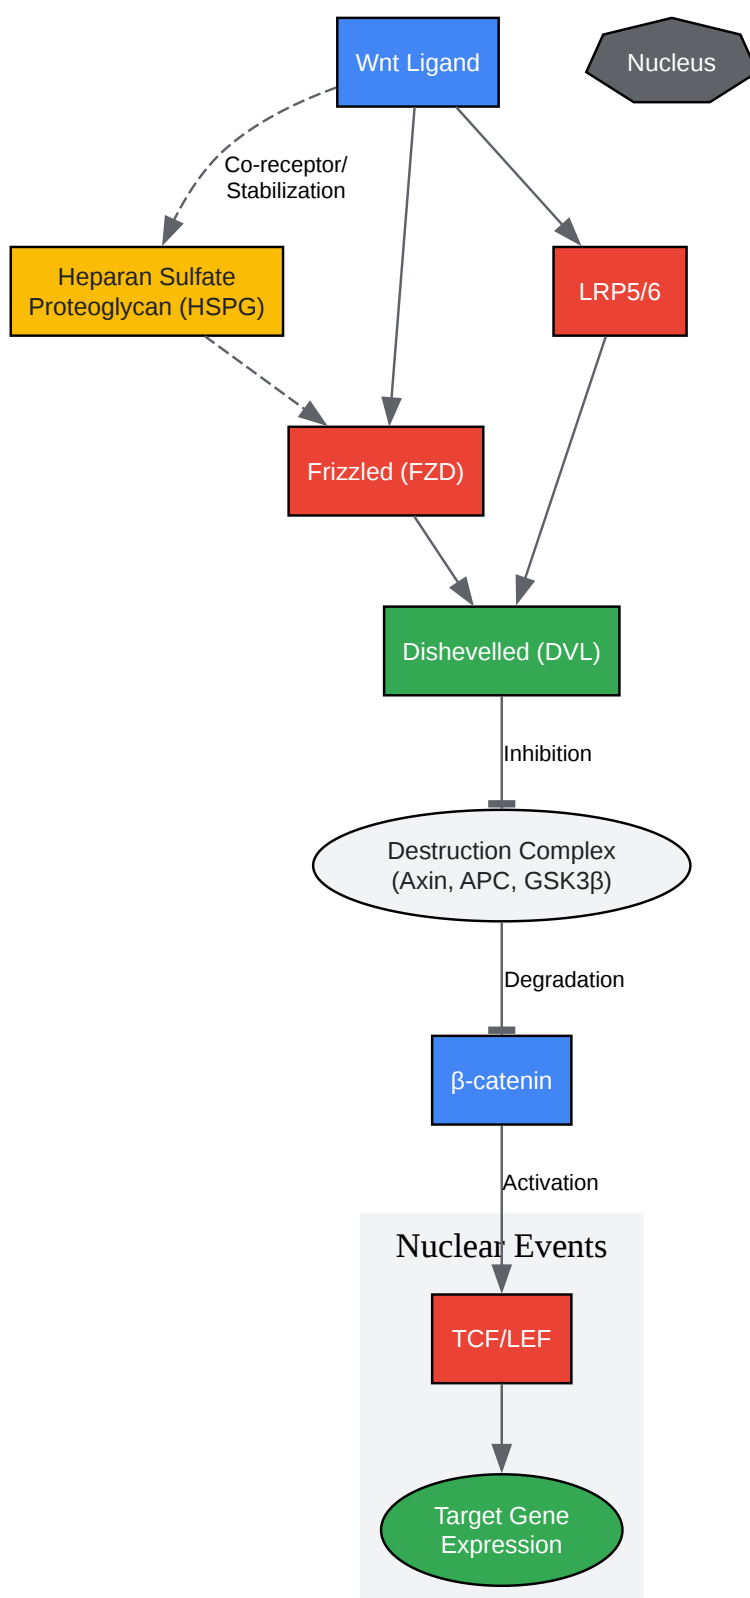 Wnt Ligand
Nucleus
Co-receptor/
Stabilization
Heparan Sulfate
Proteoglycan (HSPG)
LRP5/6
Frizzled (FZD)
Dishevelled (DVL)
Inhibition
Destruction Complex
(Axin, APC, GSK3β)
Degradation
β-catenin
Activation
Nuclear Events
TCF/LEF
Target Gene
Expression